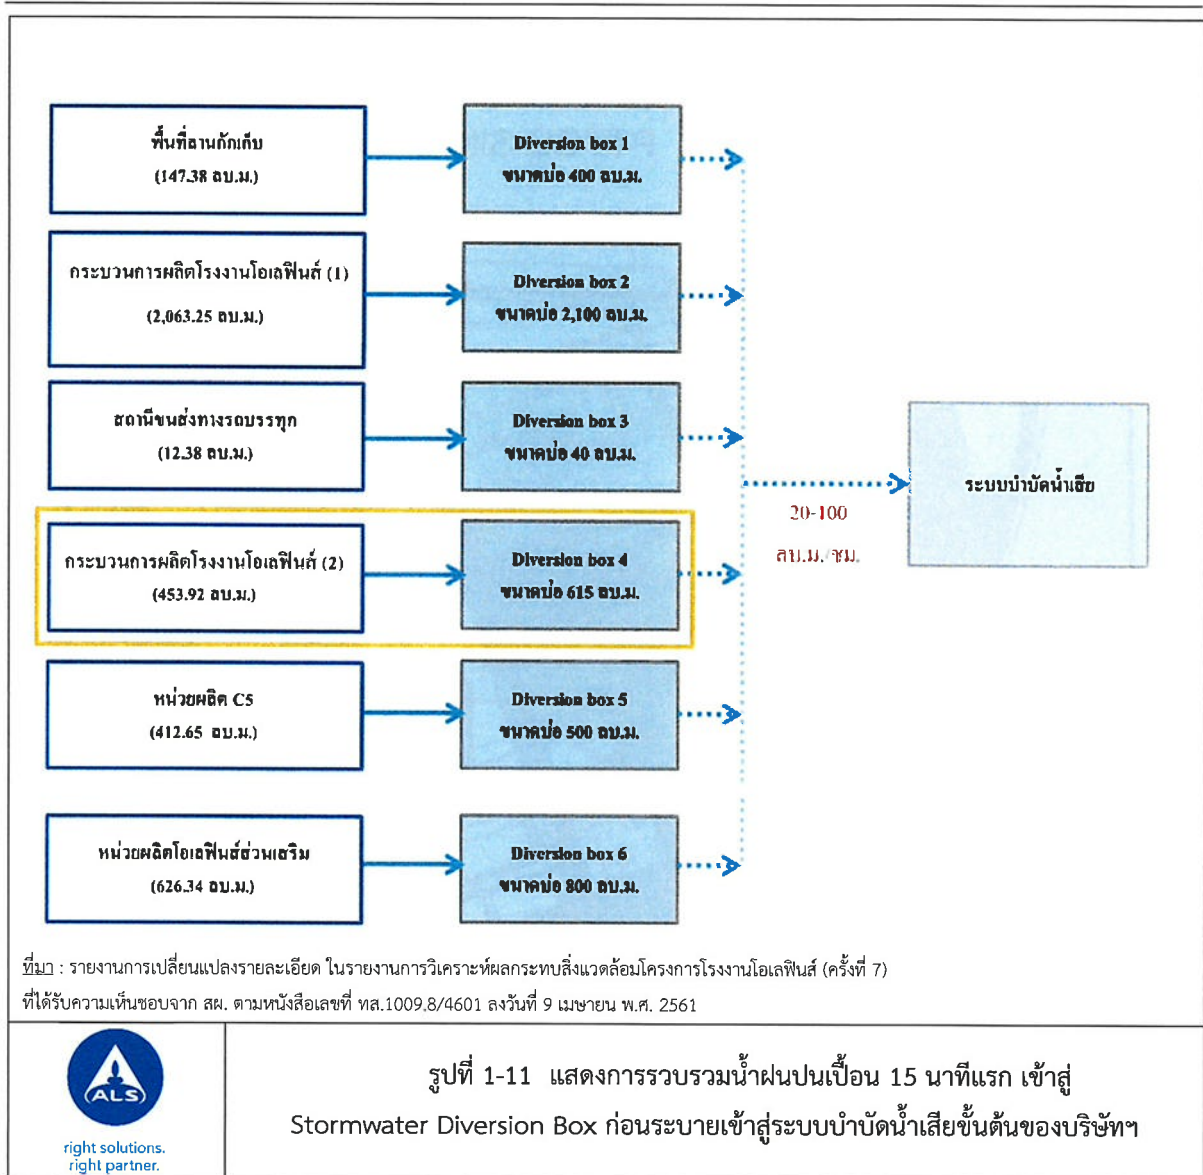 พื้นที่ลานกักเก็บ
(147.38 ลบ.ม.)
Diversion box 1
ขนาดบ่อ 400 ลบ.ม.
กระบวนการผลิตโรงงานโอเลฟินส์ (1)
(2,063.25 ลบ.ม.)
Diversion box 2
ขนาดบ่อ 2,100 ลบ.ม.
สถานีขนส่งทางรถบรรทุก
(12.38 ลบ.ม.)
Diversion box 3
ขนาดบ่อ 40 ลบ.ม.
ระบบบำบัดน้ำเสีย
20-100
ลบ.ม./ชม.
กระบวนการผลิตโรงงานโอเลฟินส์ (2)
(453.92 ลบ.ม.)
Diversion box 4
ขนาดบ่อ 615 ลบ.ม.
หน่วยผลิต C5
(412.65 ลบ.ม.)
Diversion box 5
ขนาดบ่อ 500 ลบ.ม.
หน่วยผลิตโอเลฟินส์ส่วนเสริม
(626.34 ลบ.ม.)
Diversion box 6
ขนาดบ่อ 800 ลบ.ม.
ที่มา : รายงานการเปลี่ยนแปลงรายละเอียด ในรายงานการวิเคราะห์ผลกระทบสิ่งแวดล้อมโครงการโรงงานโอเลฟินส์ (ครั้งที่ 7)
ที่ได้รับความเห็นชอบจาก สผ. ตามหนังสือเลขที่ ทส.1009.8/4601 ลงวันที่ 9 เมษายน พ.ศ. 2561
ALS
right solutions.
right partner.
รูปที่ 1-11 แสดงการรวบรวมน้ำฝนปนเปื้อน 15 นาทีแรก เข้าสู่
Stormwater Diversion Box ก่อนระบายเข้าสู่ระบบบำบัดน้ำเสียขั้นต้นของบริษัทฯ